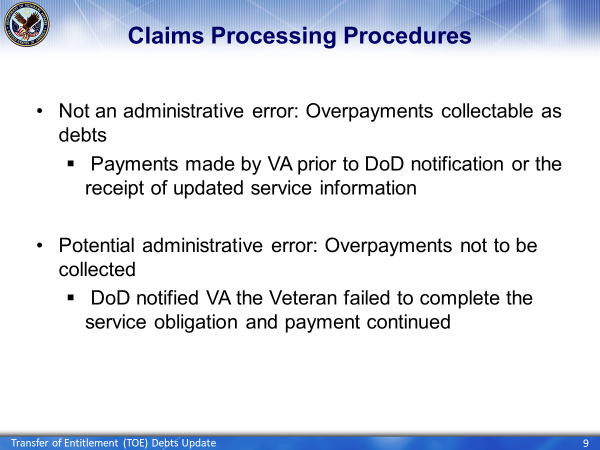 Claims Processing Procedures
• Not an administrative error: Overpayments collectable as
debts
▪ Payments made by VA prior to DoD notification or the
receipt of updated service information
• Potential administrative error: Overpayments not to be
collected
▪ DoD notified VA the Veteran failed to complete the
service obligation and payment continued
Transfer of Entitlement (TOE) Debts Update
9